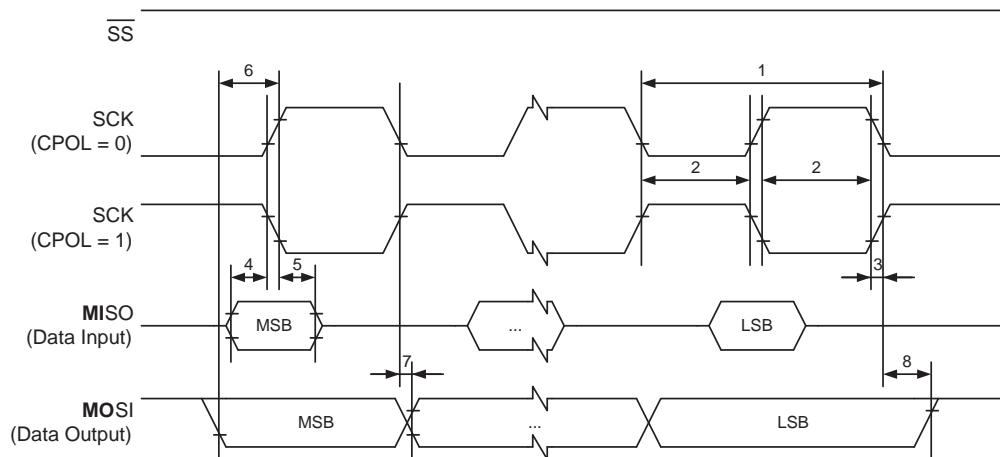 SS
6
1
SCK
(CPOL = 0)
2
2
SCK
(CPOL = 1)
4
5
3
MISO
(Data Input)
MSB
...
LSB
7
8
MOSI
(Data Output)
MSB
...
LSB